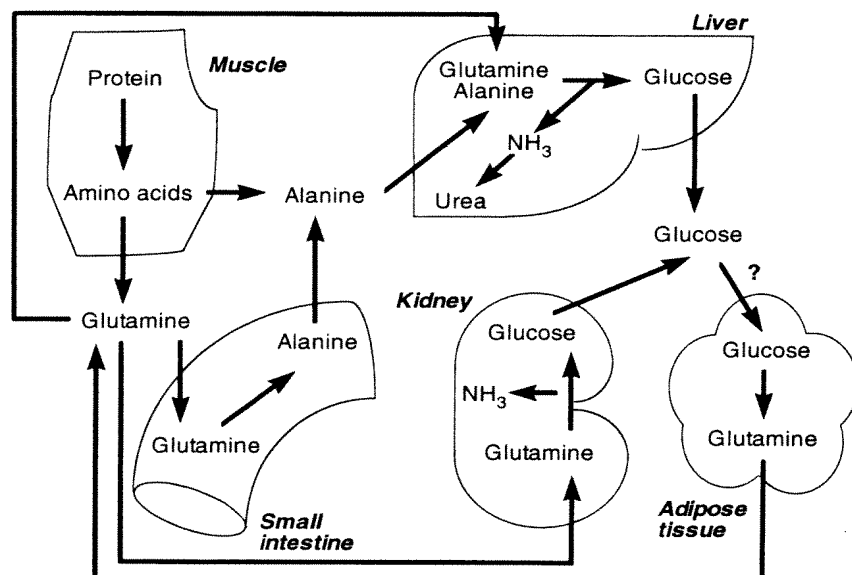 Liver
Muscle
Protein
Glutamine
Alanine
Glucose
NH3
Amino acids
Alanine
Urea
Glucose
?
Kidney
Glutamine
Glucose
Alanine
Glucose
NH3
Glutamine
Glutamine
Glutamine
Small
intestine
Adipose
tissue